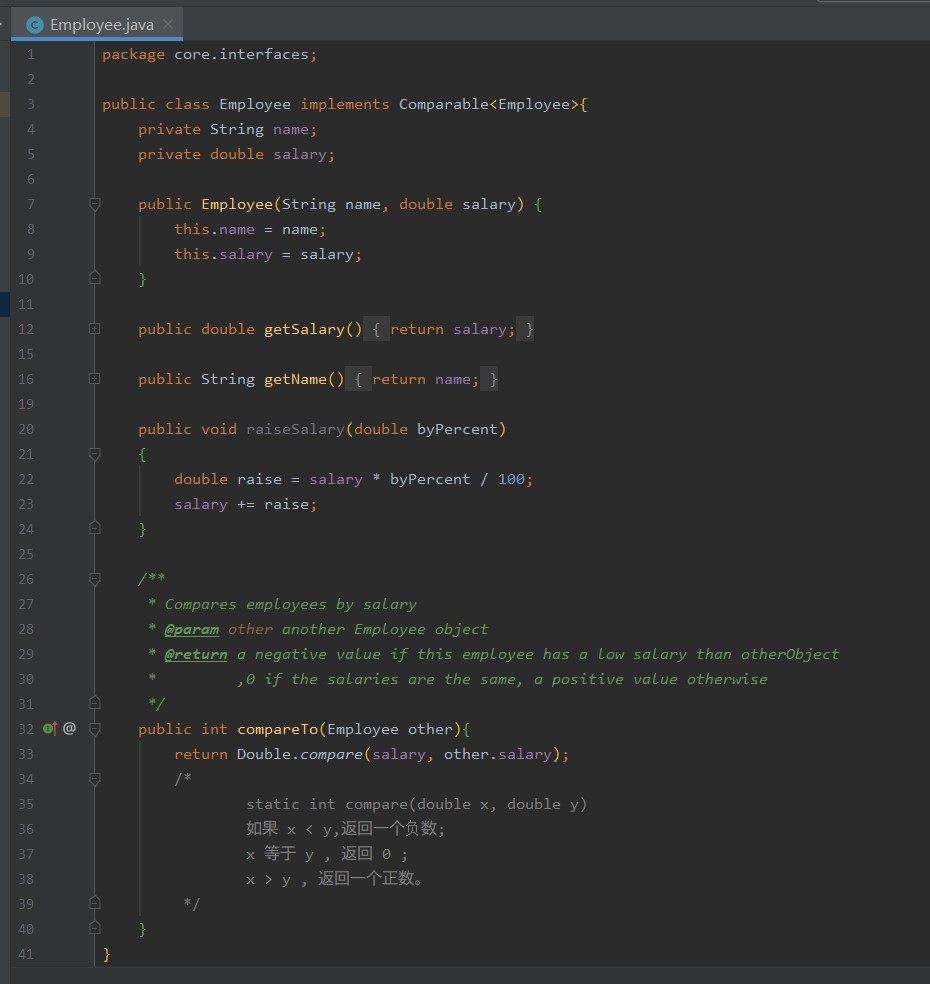 Employee.java
1 package core.interfaces;
2
3 public class Employee implements Comparable<Employee>{
4     private String name;
5     private double salary;
6
7     public Employee(String name, double salary) {
8         this.name = name;
9         this.salary = salary;
10     }
11
12     public double getSalary() { return salary; }
15
16     public String getName() { return name; }
19
20     public void raiseSalary(double byPercent)
21     {
22         double raise = salary * byPercent / 100;
23         salary += raise;
24     }
25
26     /**
27      * Compares employees by salary
28      * @param other another Employee object
29      * @return a negative value if this employee has a low salary than otherObject
30      *         ,0 if the salaries are the same, a positive value otherwise
31      */
32     public int compareTo(Employee other){
33         return Double.compare(salary, other.salary);
34         /*
35                 static int compare(double x, double y)
36                 如果 x < y,返回一个负数;
37                 x 等于 y , 返回 0 ;
38                 x > y , 返回一个正数。
39          */
40     }
41 }